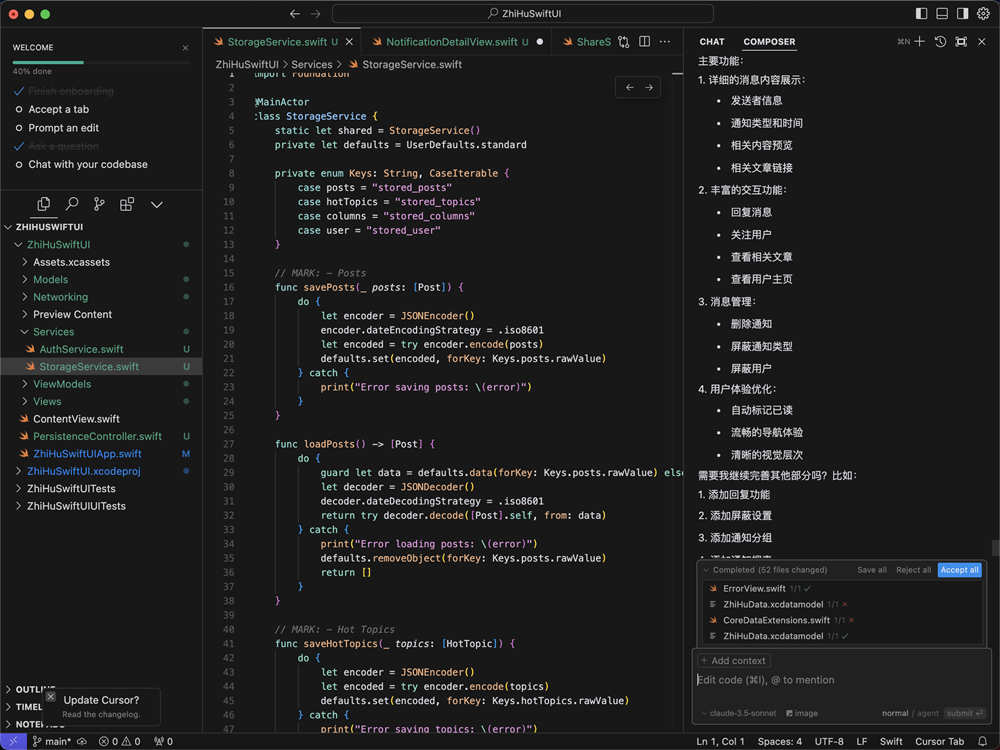 ZhiHuSwiftUI
WELCOME
40% done
Finish onboarding
Accept a tab
Prompt an edit
Ask a question
Chat with your codebase
ZHIHUSWIFTUI
ZhiHuSwiftUI
Assets.xcassets
Models
Networking
Preview Content
Services
AuthService.swift U
StorageService.swift U
ViewModels
Views
ContentView.swift
PersistenceController.swift U
ZhiHuSwiftUIApp.swift M
ZhiHuSwiftUI.xcodeproj
ZhiHuSwiftUITests
ZhiHuSwiftUIUITests
OUTLINE
TIMEL
NOTEP
Update Cursor?
Read the changelog.
StorageService.swift U
NotificationDetailView.swift U
ShareS
ZhiHuSwiftUI > Services > StorageService.swift
1 import Foundation
2
3 @MainActor
4 class StorageService {
5 static let shared = StorageService()
6 private let defaults = UserDefaults.standard
7
8 private enum Keys: String, CaseIterable {
9 case posts = "stored_posts"
10 case hotTopics = "stored_topics"
11 case columns = "stored_columns"
12 case user = "stored_user"
13 }
14
15 // MARK: - Posts
16 func savePosts(_ posts: [Post]) {
17 do {
18 let encoder = JSONEncoder()
19 encoder.dateEncodingStrategy = .iso8601
20 let encoded = try encoder.encode(posts)
21 defaults.set(encoded, forKey: Keys.posts.rawValue)
22 } catch {
23 print("Error saving posts: \(error)")
24 }
25 }
26
27 func loadPosts() -> [Post] {
28 do {
29 guard let data = defaults.data(forKey: Keys.posts.rawValue) else
30 let decoder = JSONDecoder()
31 decoder.dateDecodingStrategy = .iso8601
32 return try decoder.decode([Post].self, from: data)
33 } catch {
34 print("Error loading posts: \(error)")
35 defaults.removeObject(forKey: Keys.posts.rawValue)
36 return []
37 }
38 }
39
40 // MARK: - Hot Topics
41 func saveHotTopics(_ topics: [HotTopic]) {
42 do {
43 let encoder = JSONEncoder()
44 let encoded = try encoder.encode(topics)
45 defaults.set(encoded, forKey: Keys.hotTopics.rawValue)
46 } catch {
47 print("Error saving topics: \(error)")
CHAT COMPOSER ⌘N
主要功能：
1. 详细的消息内容展示：
• 发送者信息
• 通知类型和时间
• 相关内容预览
• 相关文章链接
2. 丰富的交互功能：
• 回复消息
• 关注用户
• 查看相关文章
• 查看用户主页
3. 消息管理：
• 删除通知
• 屏蔽通知类型
• 屏蔽用户
4. 用户体验优化：
• 自动标记已读
• 流畅的导航体验
• 清晰的视觉层次
需要我继续完善其他部分吗？比如：
1. 添加回复功能
2. 添加屏蔽设置
3. 添加通知分组
Completed (52 files changed) Save all Reject all Accept all
ErrorView.swift 1/1
ZhiHuData.xcdatamodel 1/1
CoreDataExtensions.swift 1/1
ZhiHuData.xcdatamodel 1/1
+ Add context
Edit code (⌘I), @ to mention
claude-3.5-sonnet image normal / agent submit
main* 0 0 0
Ln 1, Col 1 Spaces: 4 UTF-8 LF Swift Cursor Tab